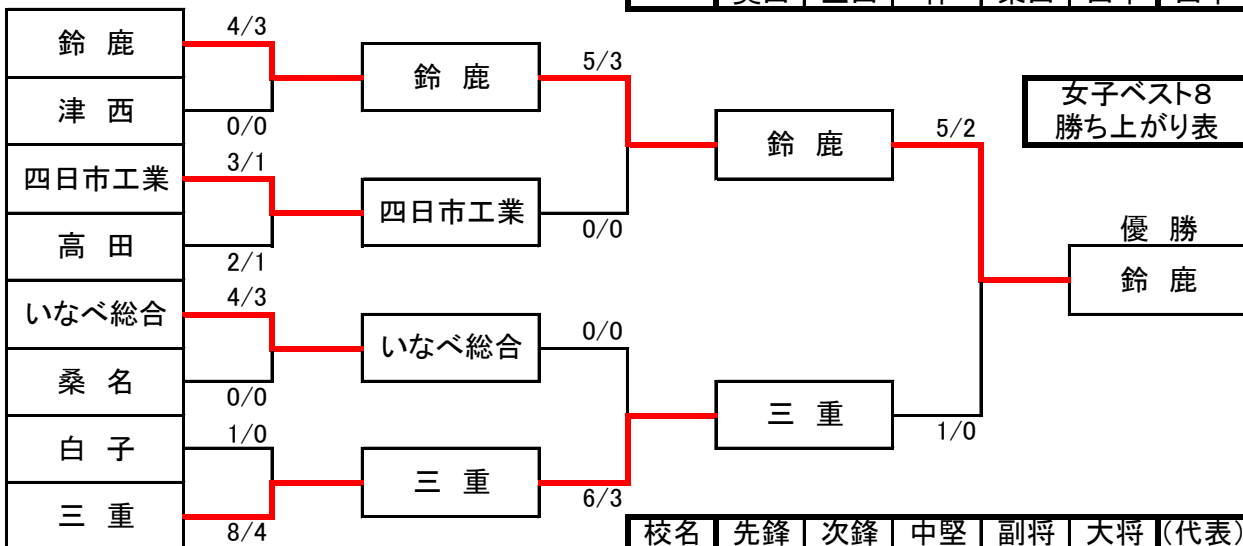 鈴 鹿
4/3
津 西
0/0
四日市工業
3/1
高 田
2/1
いなべ総合
4/3
桑 名
0/0
白 子
1/0
三 重
8/4
鈴 鹿
5/3
四日市工業
0/0
いなべ総合
0/0
三 重
6/3
鈴 鹿
5/2
三 重
1/0
女子ベスト8
勝ち上がり表
優 勝
鈴 鹿
校名 先鋒 次鋒 中堅 副将 大将 (代表)